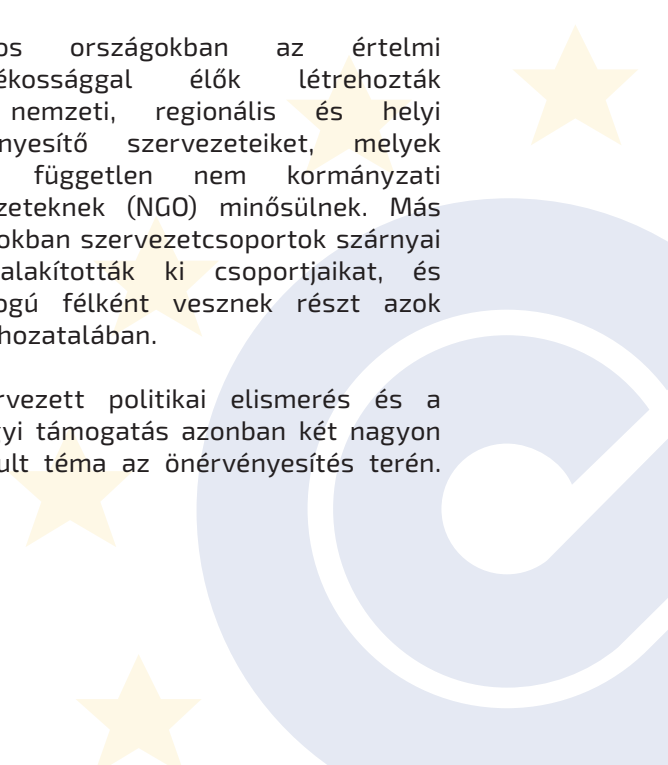 os országokban az értelmi
ékossággal élők létrehozták
nemzeti, regionális és helyi
nyesítő szervezeteiket, melyek
független nem kormányzati
zeteknek (NGO) minősülnek. Más
okban szervezetcsoportok szárnyai
alakították ki csoportjaikat, és
ogú félként vesznek részt azok
hozatalában.
rvezett politikai elismerés és a
gyi támogatás azonban két nagyon
ult téma az önérvényesítés terén.